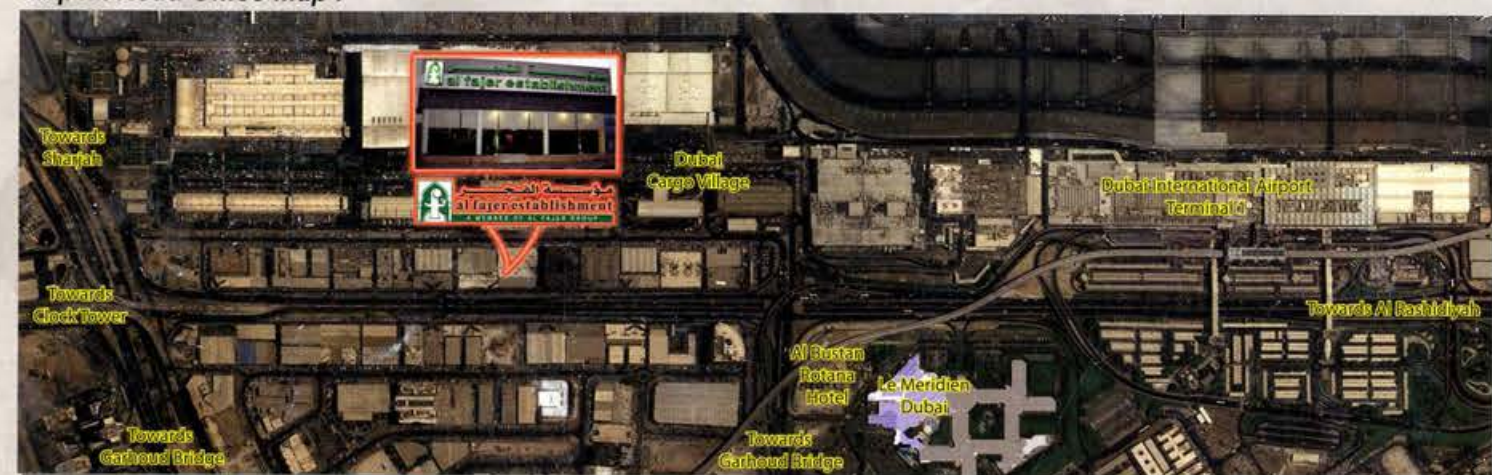 al fajer establishment
مؤسسة الفجر
al fajer establishment
A MEMBER OF AL FAJER GROUP
Towards
Sharjah
Dubai
Cargo Village
Dubai International Airport
Terminal 1
Towards
Clock Tower
Towards Al Rashidiyah
Al Bustan
Rotana
Hotel
Le Meridien
Dubai
Towards
Garhoud Bridge
Towards
Garhoud Bridge